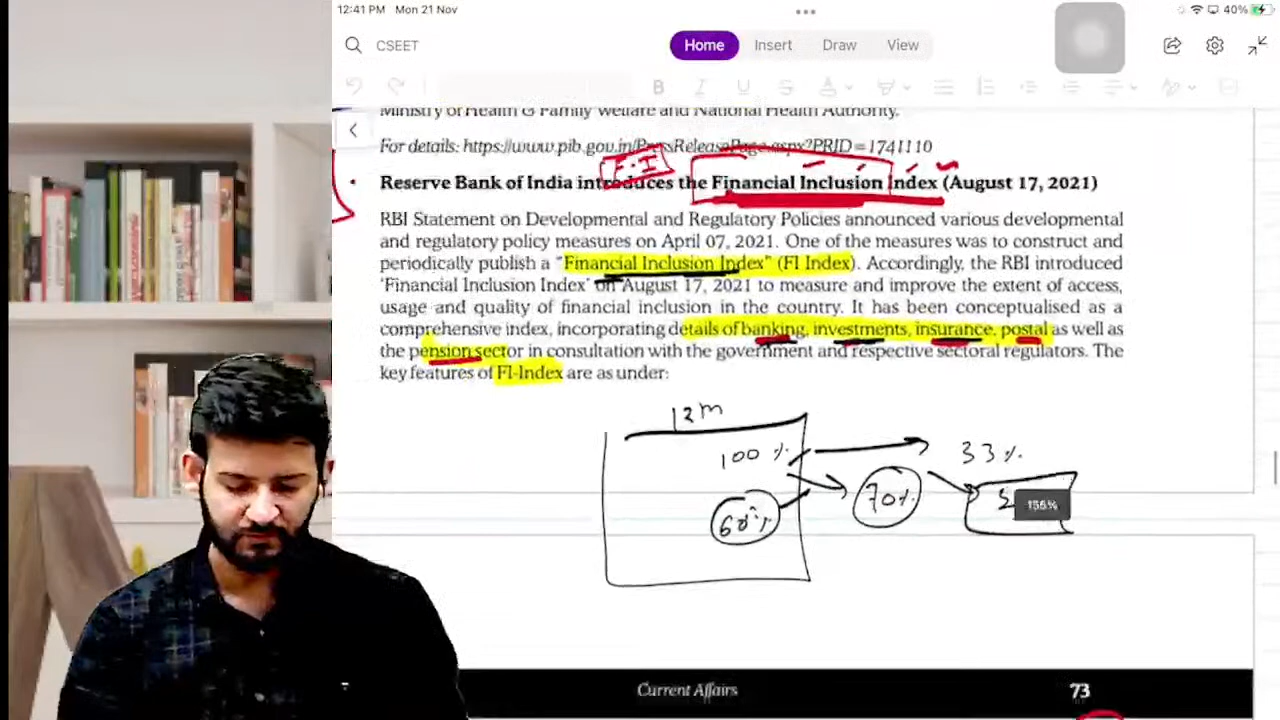 12:41 PM Mon 21 Nov
40%
CSEET
Home Insert Draw View
B I U S A
Ministry of Health & Family Welfare and National Health Authority.
For details: https://www.pib.gov.in/PressReleasePage.aspx?PRID=1741110
F.I
Reserve Bank of India introduces the Financial Inclusion Index (August 17, 2021)
RBI Statement on Developmental and Regulatory Policies announced various developmental
and regulatory policy measures on April 07, 2021. One of the measures was to construct and
periodically publish a "Financial Inclusion Index" (FI Index). Accordingly, the RBI introduced
'Financial Inclusion Index' on August 17, 2021 to measure and improve the extent of access,
usage and quality of financial inclusion in the country. It has been conceptualised as a
comprehensive index, incorporating details of banking, investments, insurance, postal as well as
the pension sector in consultation with the government and respective sectoral regulators. The
key features of FI-Index are as under:
12m
100 %
33 %
70%
60%
156%
Current Affairs 73